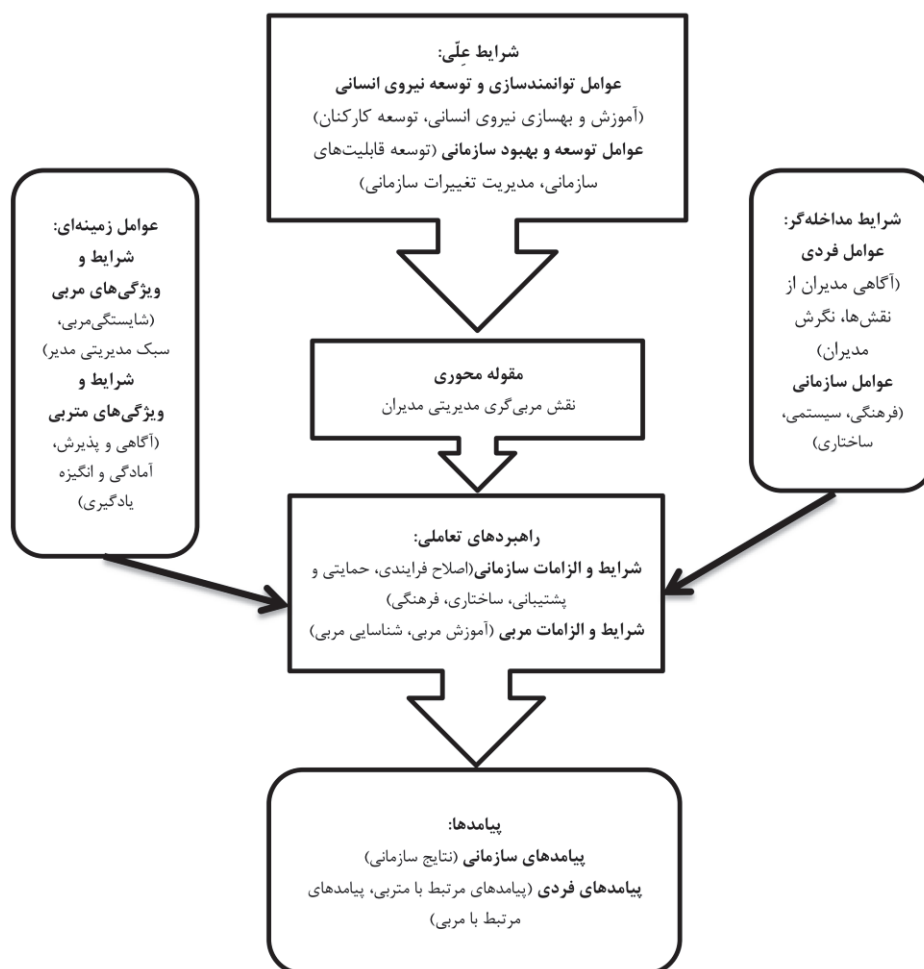 شرایط عِلّی:
عوامل توانمندسازی و توسعه نیروی انسانی
(آموزش و بهسازی نیروی انسانی، توسعه کارکنان)
عوامل توسعه و بهبود سازمانی (توسعه قابلیت‌های
سازمانی، مدیریت تغییرات سازمانی)
شرایط مداخله‌گر:
عوامل فردی
(آگاهی مدیران از
نقش‌ها، نگرش
مدیران)
عوامل سازمانی
(فرهنگی، سیستمی،
ساختاری)
عوامل زمینه‌ای:
شرایط و
ویژگی‌های مربی
(شایستگی‌مربی،
سبک مدیریتی مدیر)
شرایط و
ویژگی‌های متربی
(آگاهی و پذیرش،
آمادگی و انگیزه
یادگیری)
مقوله محوری
نقش مربی‌گری مدیریتی مدیران
راهبردهای تعاملی:
شرایط و الزامات سازمانی(اصلاح فرایندی، حمایتی و
پشتیبانی، ساختاری، فرهنگی)
شرایط و الزامات مربی (آموزش مربی، شناسایی مربی)
پیامدها:
پیامدهای سازمانی (نتایج سازمانی)
پیامدهای فردی (پیامدهای مرتبط با متربی، پیامدهای
مرتبط با مربی)